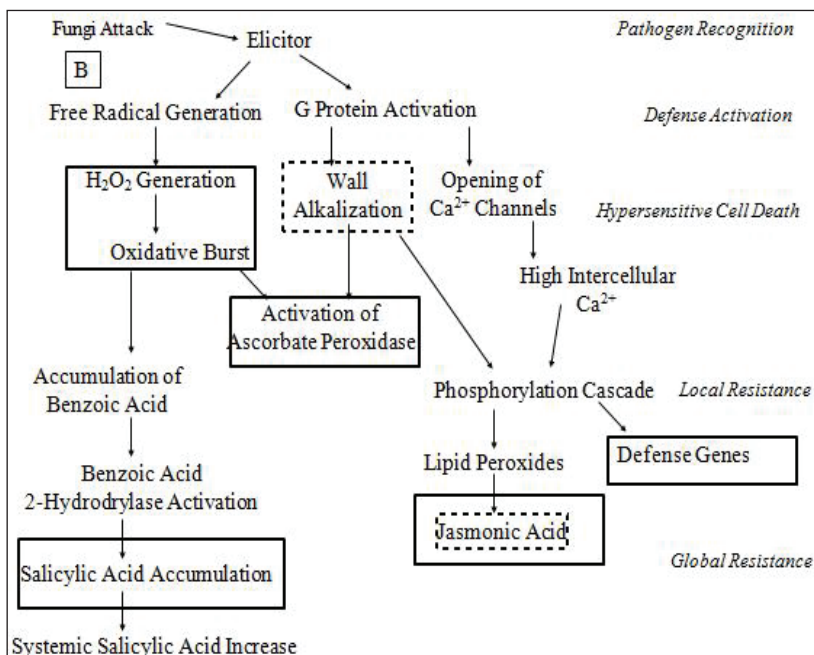 Fungi Attack
Elicitor
Pathogen Recognition
B
Free Radical Generation
G Protein Activation
Defense Activation
H₂O₂ Generation
Wall
Alkalization
Opening of
Ca²⁺ Channels
Hypersensitive Cell Death
Oxidative Burst
High Intercellular
Ca²⁺
Activation of
Ascorbate Peroxidase
Accumulation of
Benzoic Acid
Phosphorylation Cascade
Local Resistance
Lipid Peroxides
Defense Genes
Benzoic Acid
2-Hydrodrylase Activation
Jasmonic Acid
Global Resistance
Salicylic Acid Accumulation
Systemic Salicylic Acid Increase